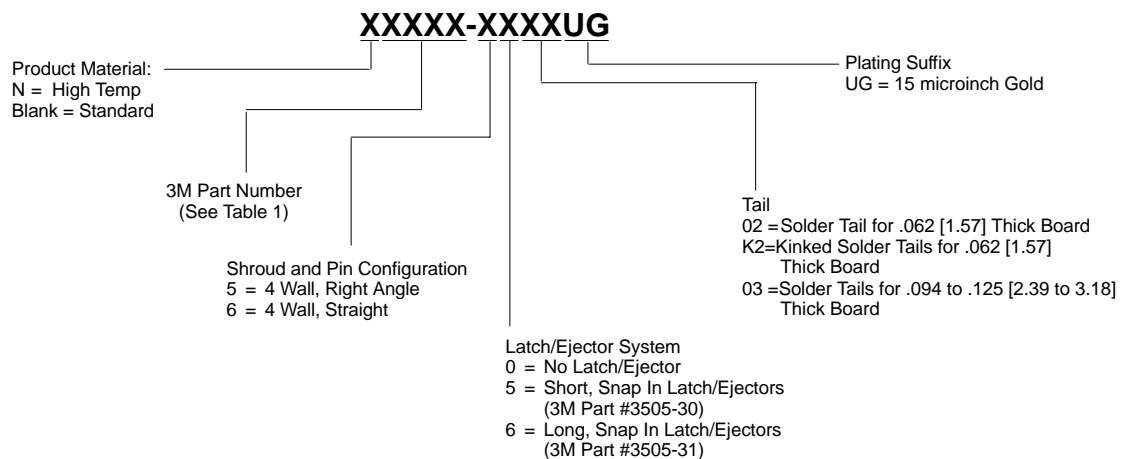 XXXXX-XXXXUG
Product Material:
N = High Temp
Blank = Standard
Plating Suffix
UG = 15 microinch Gold
3M Part Number
(See Table 1)
Tail
02 =Solder Tail for .062 [1.57] Thick Board
K2=Kinked Solder Tails for .062 [1.57]
Thick Board
03 =Solder Tails for .094 to .125 [2.39 to 3.18]
Thick Board
Shroud and Pin Configuration
5 = 4 Wall, Right Angle
6 = 4 Wall, Straight
Latch/Ejector System
0 = No Latch/Ejector
5 = Short, Snap In Latch/Ejectors
(3M Part #3505-30)
6 = Long, Snap In Latch/Ejectors
(3M Part #3505-31)